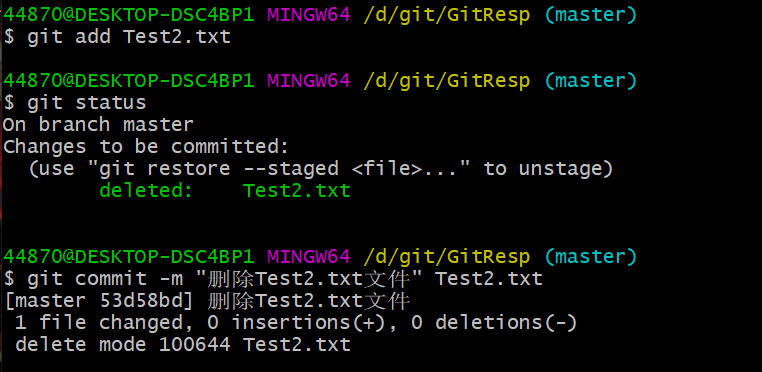 44870@DESKTOP-DSC4BP1 MINGW64 /d/git/GitResp (master)
$ git add Test2.txt
44870@DESKTOP-DSC4BP1 MINGW64 /d/git/GitResp (master)
$ git status
On branch master
Changes to be committed:
  (use "git restore --staged <file>..." to unstage)
        deleted:    Test2.txt
44870@DESKTOP-DSC4BP1 MINGW64 /d/git/GitResp (master)
$ git commit -m "删除Test2.txt文件" Test2.txt
[master 53d58bd] 删除Test2.txt文件
 1 file changed, 0 insertions(+), 0 deletions(-)
 delete mode 100644 Test2.txt